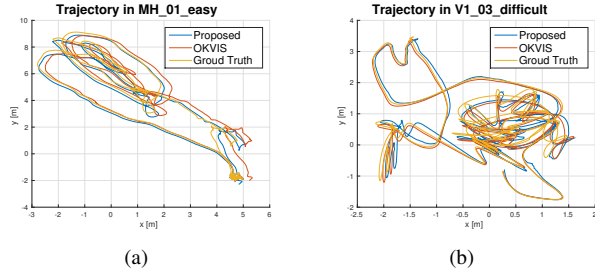 Trajectory in MH_01_easy
10
8
6
4
2
0
-2
-4
y [m]
-3
-2
-1
0
1
2
3
4
5
6
x [m]
Proposed
OKVIS
Groud Truth
(a)
Trajectory in V1_03_difficult
4
3
2
1
0
-1
-2
y [m]
-2.5
-2
-1.5
-1
-0.5
0
0.5
1
1.5
2
2.5
x [m]
Proposed
OKVIS
Groud Truth
(b)